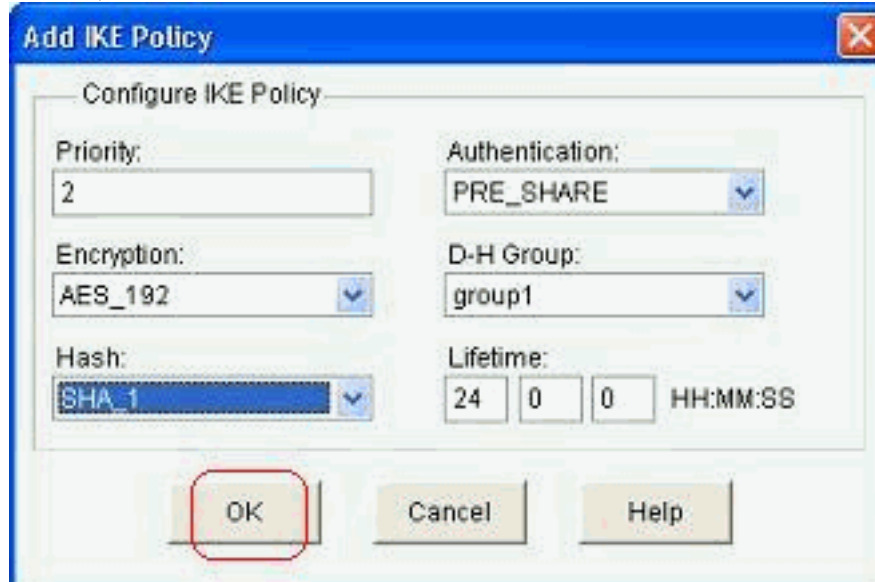 Add IKE Policy
Configure IKE Policy
Priority:
2
Authentication:
PRE_SHARE
Encryption:
AES_192
D-H Group:
group1
Hash:
SHA_1
Lifetime:
24 0 0 HH:MM:SS
OK Cancel Help